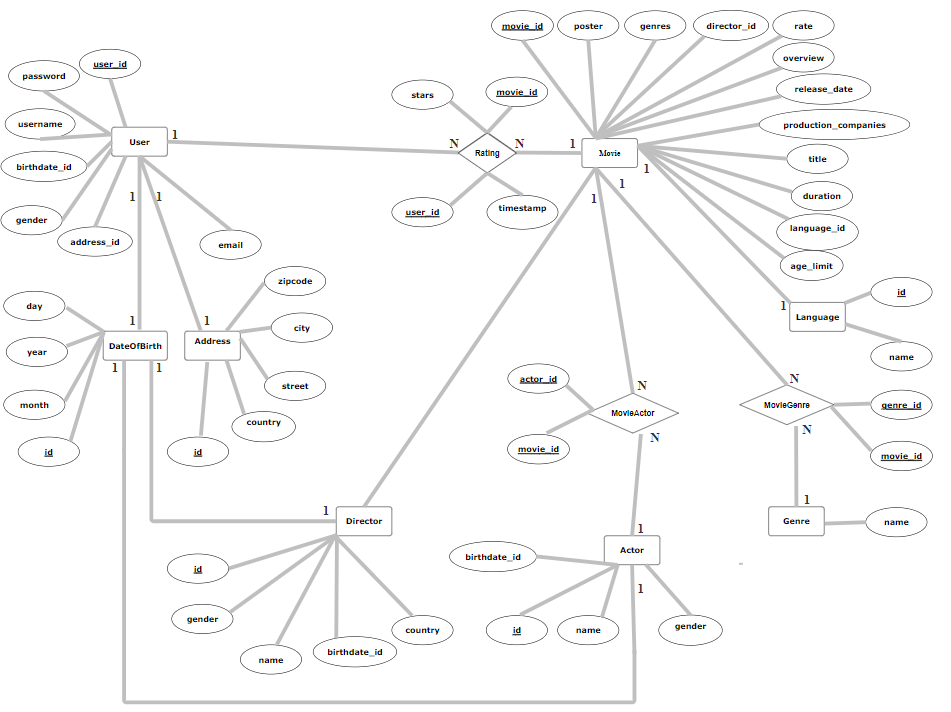 movie_id
poster
genres
director_id
rate
overview
release_date
production_companies
title
duration
language_id
age_limit
Movie
user_id
password
username
birthdate_id
gender
address_id
email
User
1
N
N
1
stars
movie_id
Rating
user_id
timestamp
1
1
1
1
1
1
1
day
year
month
id
DateOfBirth
1
1
Address
zipcode
city
street
country
id
1
Language
id
name
N
MovieActor
actor_id
movie_id
N
N
MovieGenre
genre_id
movie_id
N
1
Genre
name
1
Director
id
gender
name
birthdate_id
country
1
Actor
1
birthdate_id
id
name
gender